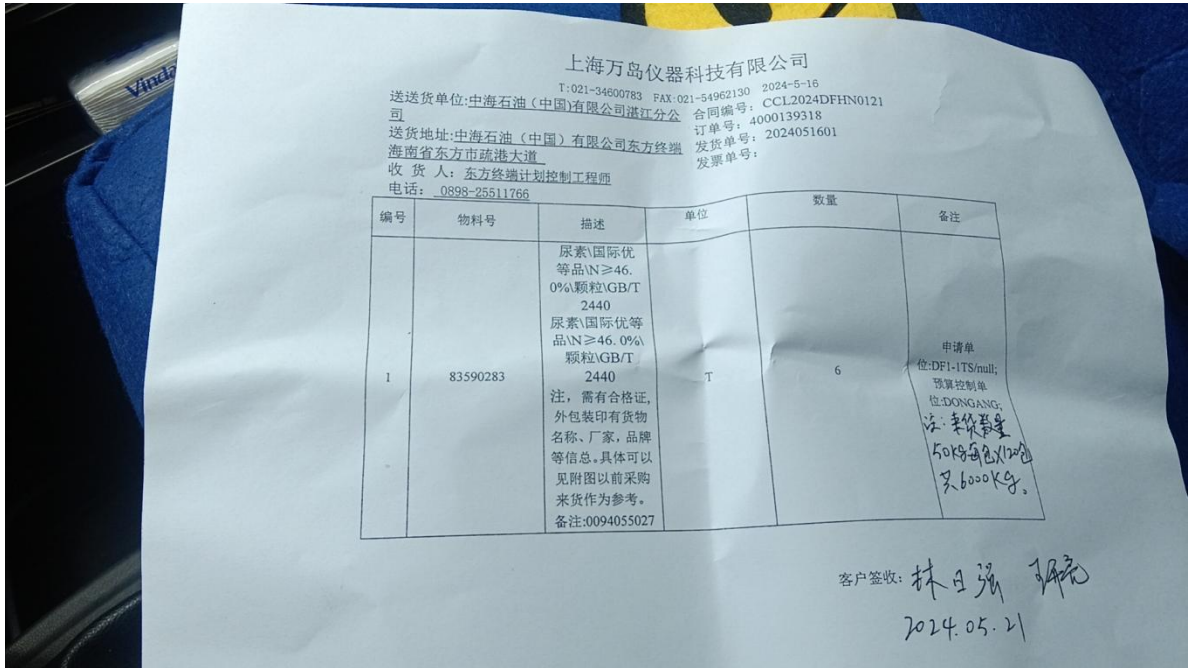 Vinda
上海万岛仪器科技有限公司
T:021-34600783 FAX:021-54962130 2024-5-16
送送货单位:中海石油（中国)有限公司湛江分公
司
合同编号：CCL2024DFHN0121
订单号：4000139318
送货地址:中海石油（中国）有限公司东方终端
海南省东方市疏港大道
发货单号：2024051601
发票单号：
收 货 人：东方终端计划控制工程师
电话： 0898-25511766
编号 物料号 描述 单位 数量 备注
尿素\国际优
等品\N≥46.
0%\颗粒\GB/T
2440
尿素\国际优等
品\N≥46.0%\
颗粒\GB/T
2440
注，需有合格证,
外包装印有货物
名称、厂家，品牌
等信总。具体可以
见附图以前采购
来货作为参考。
备注:0094055027
1 83590283 T 6
申请单
位:DF1-1TS/null;
预算控制单
位:DONGANG;
注：来货数量
50kg每包X120包
共6000kg。
客户签收: 林日强
2024.05.21